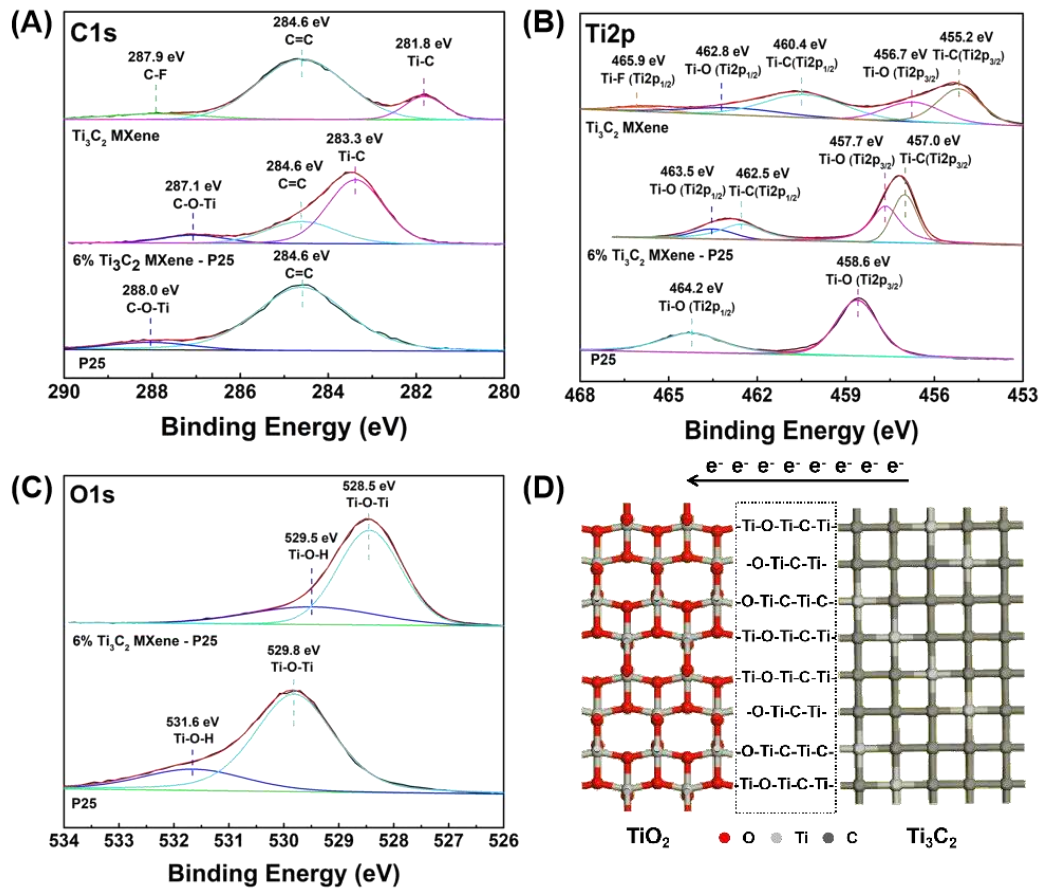 (A)
C1s
287.9 eV
C-F
284.6 eV
C=C
281.8 eV
Ti-C
Ti₃C₂ MXene
287.1 eV
C-O-Ti
284.6 eV
C=C
283.3 eV
Ti-C
6% Ti₃C₂ MXene - P25
288.0 eV
C-O-Ti
284.6 eV
C=C
P25
290 288 286 284 282 280
Binding Energy (eV)
(B)
Ti2p
465.9 eV
Ti-F (Ti2p₁/₂)
462.8 eV
Ti-O (Ti2p₁/₂)
460.4 eV
Ti-C(Ti2p₁/₂)
456.7 eV
Ti-O (Ti2p₃/₂)
455.2 eV
Ti-C(Ti2p₃/₂)
Ti₃C₂ MXene
463.5 eV
Ti-O (Ti2p₁/₂)
462.5 eV
Ti-C(Ti2p₁/₂)
457.7 eV
Ti-O (Ti2p₃/₂)
457.0 eV
Ti-C(Ti2p₃/₂)
6% Ti₃C₂ MXene - P25
464.2 eV
Ti-O (Ti2p₁/₂)
458.6 eV
Ti-O (Ti2p₃/₂)
P25
468 465 462 459 456 453
Binding Energy (eV)
(C)
O1s
529.5 eV
Ti-O-H
528.5 eV
Ti-O-Ti
6% Ti₃C₂ MXene - P25
531.6 eV
Ti-O-H
529.8 eV
Ti-O-Ti
P25
534 533 532 531 530 529 528 527 526
Binding Energy (eV)
(D)
e⁻ e⁻ e⁻ e⁻ e⁻ e⁻ e⁻ e⁻
-Ti-O-Ti-C-Ti-
-O-Ti-C-Ti-
-O-Ti-C-Ti-C-
-Ti-O-Ti-C-Ti-
-Ti-O-Ti-C-Ti-
-O-Ti-C-Ti-
-O-Ti-C-Ti-C-
-Ti-O-Ti-C-Ti-
TiO₂ O Ti C Ti₃C₂